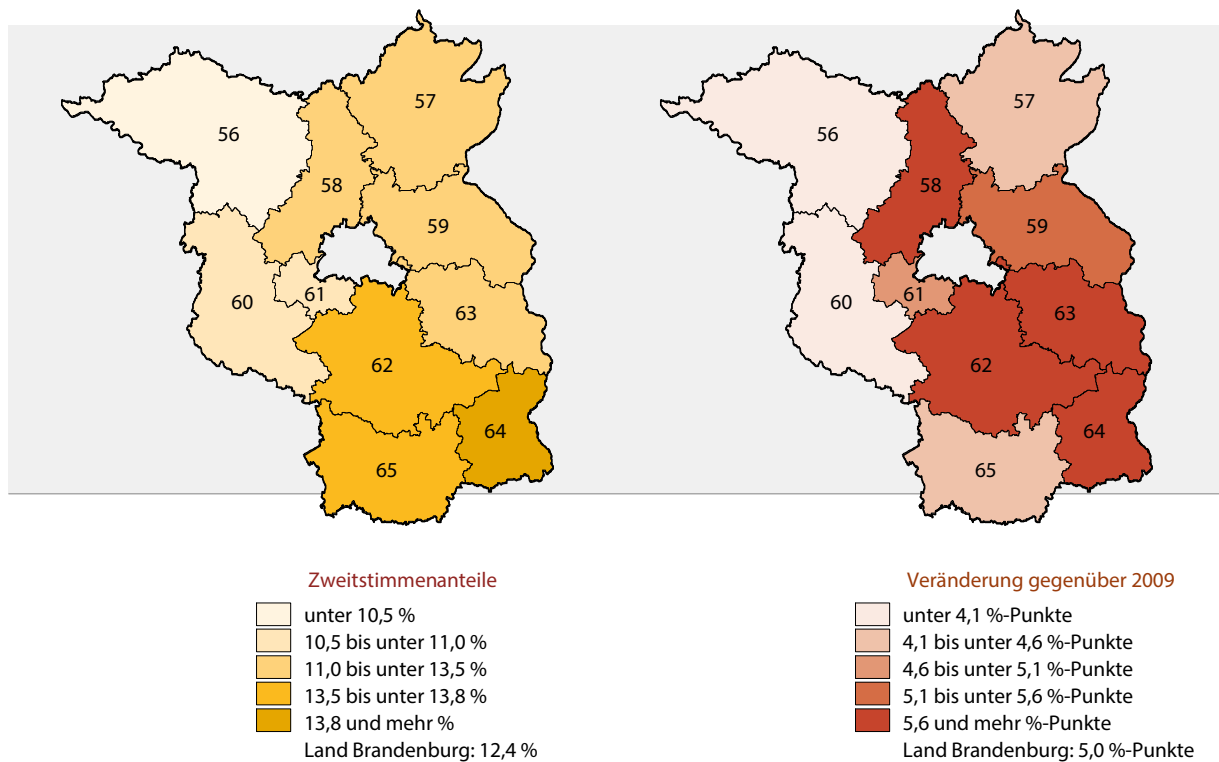 57
56
58
59
60
61
63
62
64
65
57
56
58
59
60
61
63
62
64
65
Zweitstimmenanteile
unter 10,5 %
10,5 bis unter 11,0 %
11,0 bis unter 13,5 %
13,5 bis unter 13,8 %
13,8 und mehr %
Land Brandenburg: 12,4 %
Veränderung gegenüber 2009
unter 4,1 %-Punkte
4,1 bis unter 4,6 %-Punkte
4,6 bis unter 5,1 %-Punkte
5,1 bis unter 5,6 %-Punkte
5,6 und mehr %-Punkte
Land Brandenburg: 5,0 %-Punkte